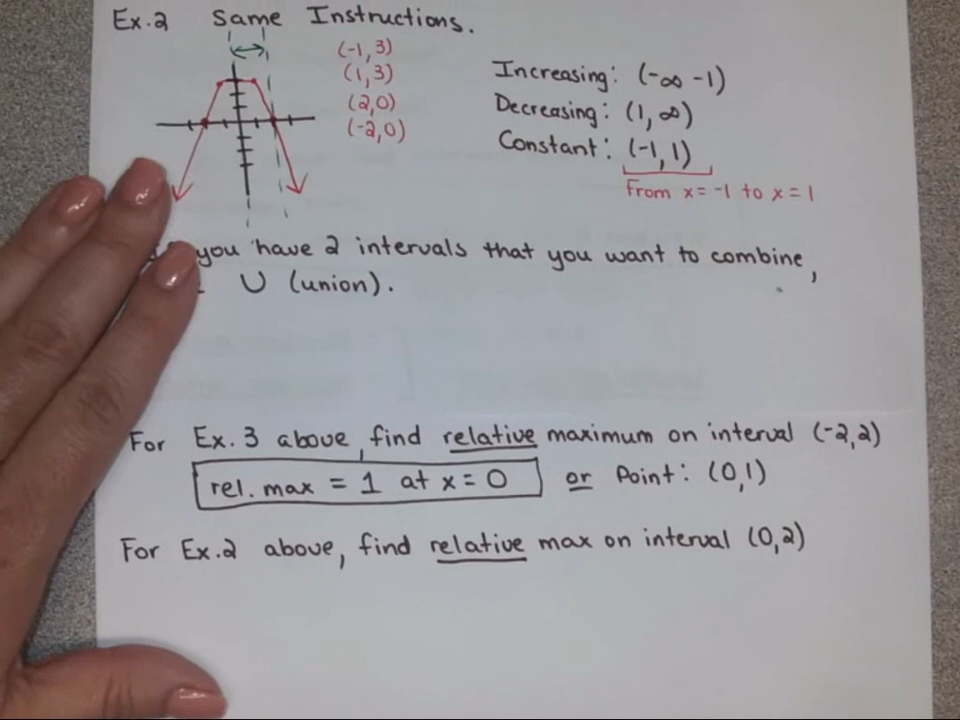 Ex.2 Same Instructions.
(-1, 3)
(1, 3)
(2,0)
(-2,0)
Increasing: (-∞ -1)
Decreasing: (1, ∞)
Constant: (-1, 1)
From x = -1 to x = 1
you have 2 intervals that you want to combine,
∪ (union).
For Ex. 3 above, find relative maximum on interval (-2,2)
rel. max = 1 at x = 0 or Point: (0,1)
For Ex.2 above, find relative max on interval (0,2)